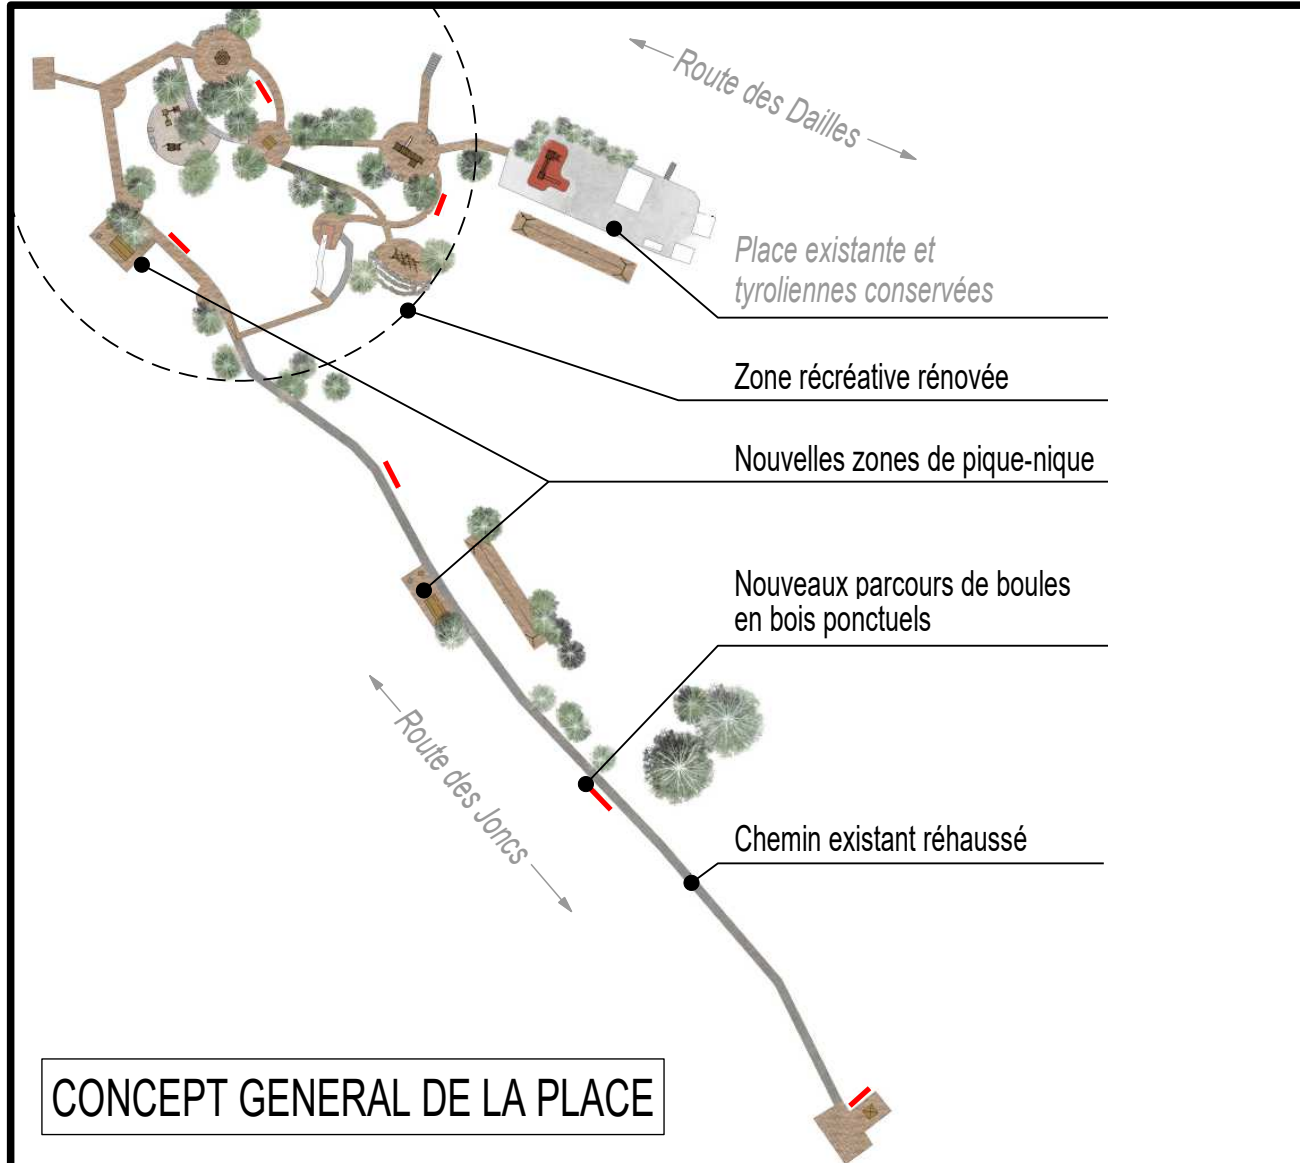 Route des Dailles
Place existante et
tyroliennes conservées
Zone récréative rénovée
Nouvelles zones de pique-nique
Nouveaux parcours de boules
en bois ponctuels
Route des Joncs
Chemin existant réhaussé
CONCEPT GENERAL DE LA PLACE